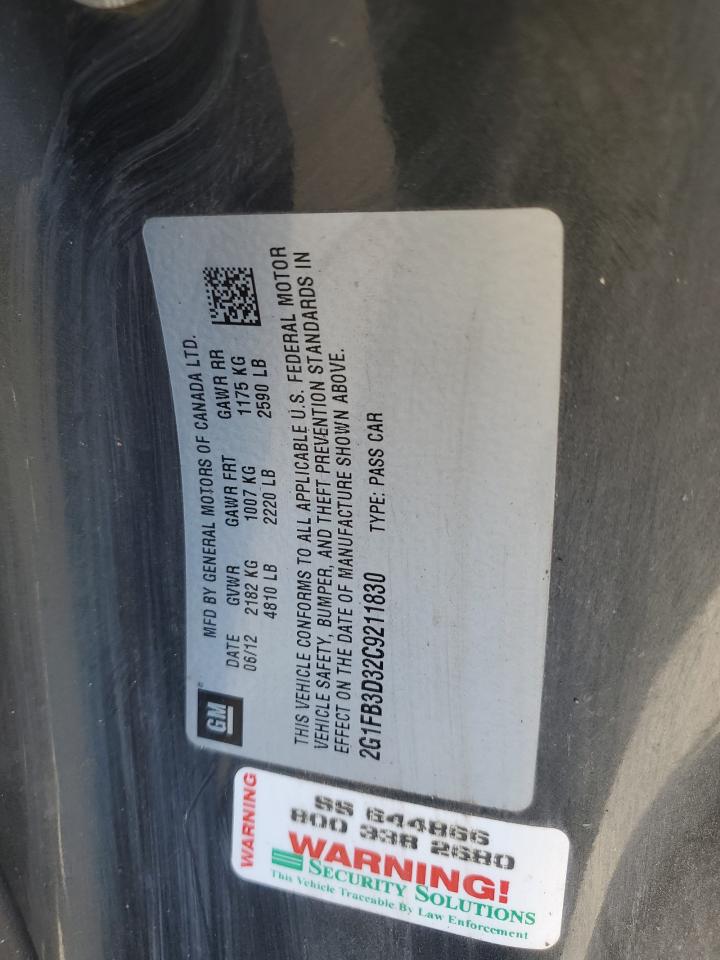 GM
MFD BY GENERAL MOTORS OF CANADA LTD.
DATE GVWR GAWR FRT GAWR RR
06/12 2182 KG 1007 KG 1175 KG
4810 LB 2220 LB 2590 LB
THIS VEHICLE CONFORMS TO ALL APPLICABLE U.S. FEDERAL MOTOR
VEHICLE SAFETY, BUMPER, AND THEFT PREVENTION STANDARDS IN
EFFECT ON THE DATE OF MANUFACTURE SHOWN ABOVE.
2G1FB3D32C9211830 TYPE: PASS CAR
WARNING
SS 644866
800 338 2680
WARNING!
SECURITY SOLUTIONS
This Vehicle Traceable By Law Enforcement